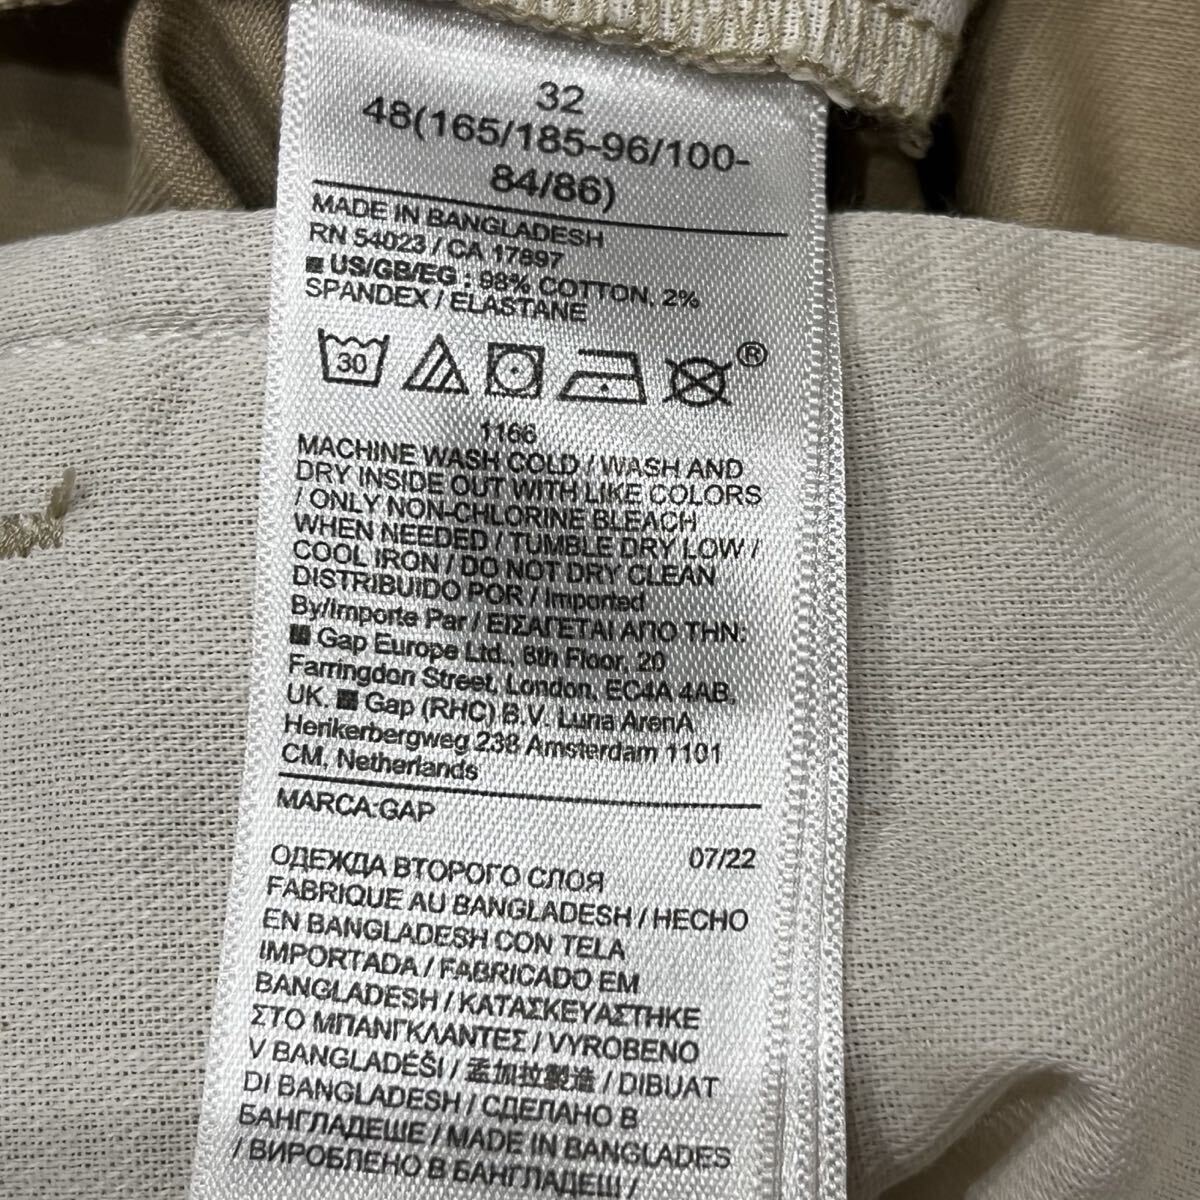 32
48(165/185-96/100-
84/86)
MADE IN BANGLADESH
RN 54023 / CA 17897
US/GB/EG : 98% COTTON, 2%
SPANDEX / ELASTANE
30
®
1166
MACHINE WASH COLD / WASH AND
DRY INSIDE OUT WITH LIKE COLORS
/ ONLY NON-CHLORINE BLEACH
WHEN NEEDED / TUMBLE DRY LOW /
COOL IRON / DO NOT DRY CLEAN
DISTRIBUIDO POR / Imported
By/Importe Par / ΕΙΣΑΓΕΤΑΙ ΑΠΟ ΤΗΝ:
Gap Europe Ltd., 8th Floor, 20
Farringdon Street, London, EC4A 4AB,
UK. Gap (RHC) B.V. Luna ArenA
Herikerbergweg 238 Amsterdam 1101
CM, Netherlands
MARCA:GAP
07/22
ОДЕЖДА ВТОРОГО СЛОЯ
FABRIQUE AU BANGLADESH / HECHO
EN BANGLADESH CON TELA
IMPORTADA / FABRICADO EM
BANGLADESH / ΚΑΤΑΣΚΕΥΑΣΤΗΚΕ
ΣΤΟ ΜΠΑΝΓΚΛΑΝΤΕΣ / VYROBENO
V BANGLADÉŠI / 孟加拉製造 / DIBUAT
DI BANGLADESH / СДЕЛАНО В
БАНГЛАДЕШЕ / MADE IN BANGLADES
/ ВИРОБЛЕНО В БАНГЛАДЕШ /